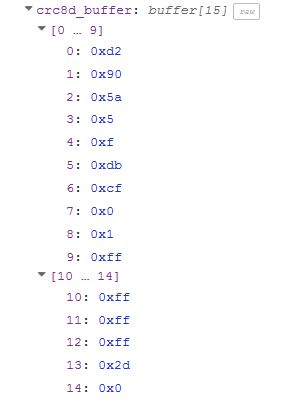 crc8d_buffer: buffer[15] raw
[0 … 9]
0: 0xd2
1: 0x90
2: 0x5a
3: 0x5
4: 0xf
5: 0xdb
6: 0xcf
7: 0x0
8: 0x1
9: 0xff
[10 … 14]
10: 0xff
11: 0xff
12: 0xff
13: 0x2d
14: 0x0